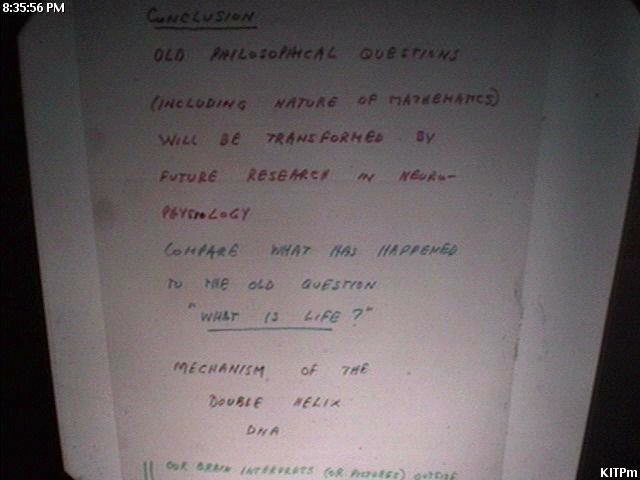 8:35:56 PM
CONCLUSION
OLD PHILOSOPHICAL QUESTIONS
(INCLUDING NATURE OF MATHEMATICS)
WILL BE TRANSFORMED BY
FUTURE RESEARCH IN NEURO-
PHYSIOLOGY
COMPARE WHAT HAS HAPPENED
TO THE OLD QUESTION
"WHAT IS LIFE?"
MECHANISM OF THE
DOUBLE HELIX
DNA
OUR BRAIN INTERPRETS (OR PICTURES) OUTSIDE
KITPm